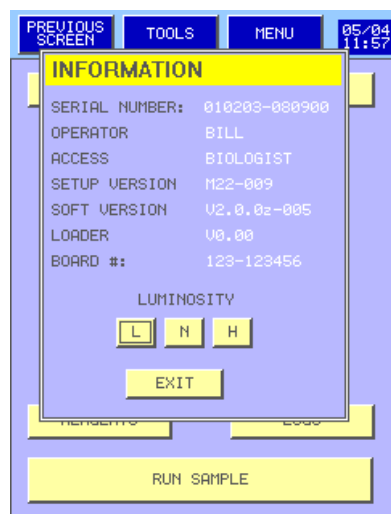 PREVIOUS SCREEN TOOLS MENU 05/04 11:57
INFORMATION
SERIAL NUMBER: 010203-080900
OPERATOR BILL
ACCESS BIOLOGIST
SETUP VERSION M22-009
SOFT VERSION V2.0.0z-005
LOADER V0.00
BOARD #: 123-123456
LUMINOSITY
L N H
EXIT
RUN SAMPLE